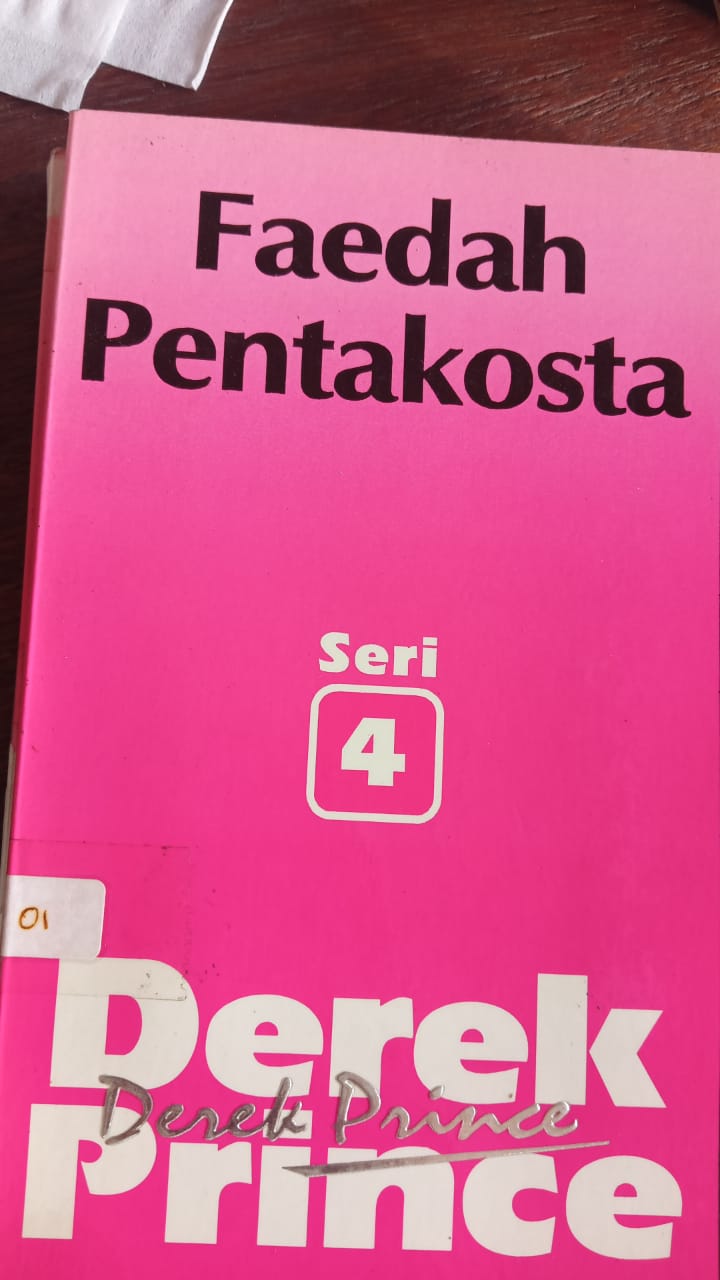 Faedah
Pentakosta
Seri
4
01
Derek
Derek Prince
Prince